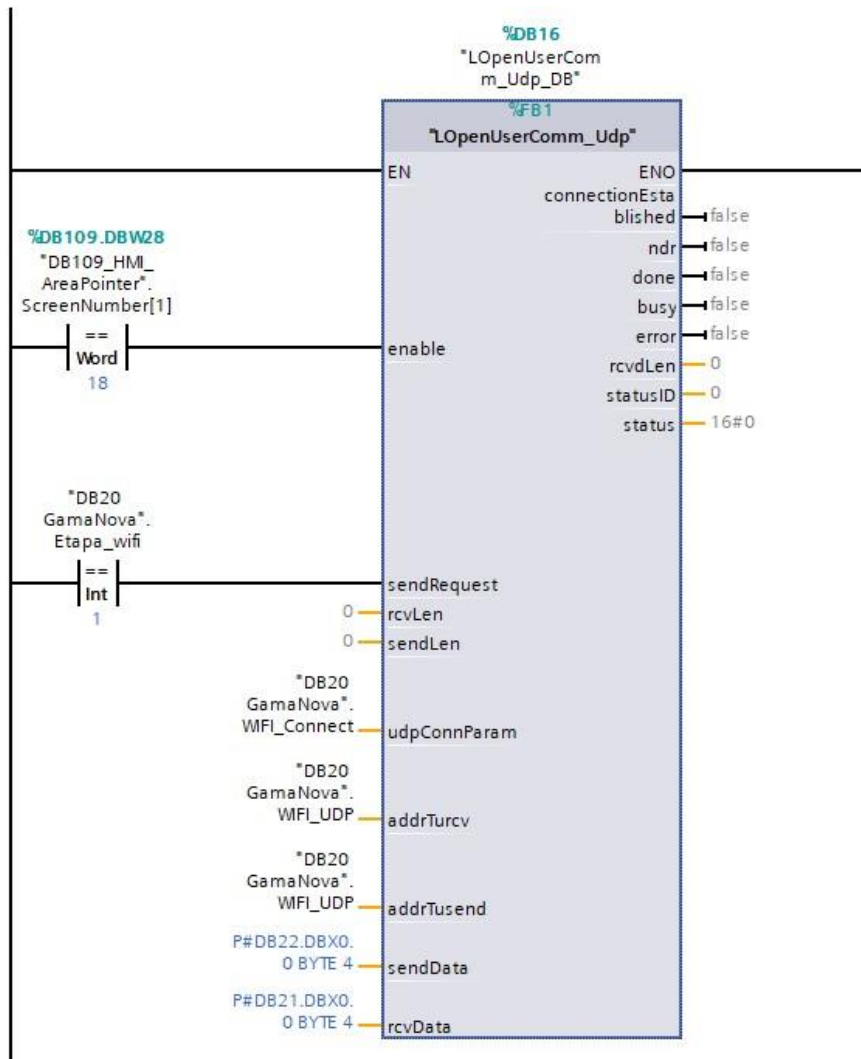 %DB16
"LOpenUserCom
m_Udp_DB"
%FB1
"LOpenUserComm_Udp"
EN
ENO
connectionEsta
blished
false
%DB109.DBW28
"DB109_HMI_
AreaPointer".
ScreenNumber[1]
==
Word
18
enable
ndr
false
done
false
busy
false
error
false
rcvdLen
0
statusID
0
status
16#0
"DB20
GamaNova".
Etapa_wifi
==
Int
1
sendRequest
0
rcvLen
0
sendLen
"DB20
GamaNova".
WIFI_Connect
udpConnParam
"DB20
GamaNova".
WIFI_UDP
addrTurcv
"DB20
GamaNova".
WIFI_UDP
addrTusend
P#DB22.DBX0.
0 BYTE 4
sendData
P#DB21.DBX0.
0 BYTE 4
rcvData